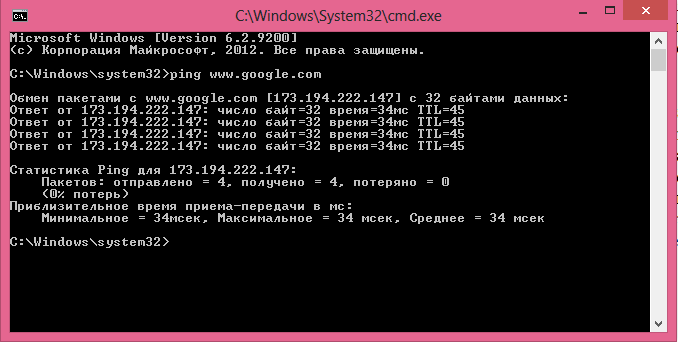 C:\Windows\System32\cmd.exe
Microsoft Windows [Version 6.2.9200]
(c) Корпорация Майкрософт, 2012. Все права защищены.
C:\Windows\system32>ping www.google.com
Обмен пакетами с www.google.com [173.194.222.147] с 32 байтами данных:
Ответ от 173.194.222.147: число байт=32 время=34мс TTL=45
Ответ от 173.194.222.147: число байт=32 время=34мс TTL=45
Ответ от 173.194.222.147: число байт=32 время=34мс TTL=45
Ответ от 173.194.222.147: число байт=32 время=34мс TTL=45
Статистика Ping для 173.194.222.147:
Пакетов: отправлено = 4, получено = 4, потеряно = 0
(0% потерь)
Приблизительное время приема-передачи в мс:
Минимальное = 34мсек, Максимальное = 34 мсек, Среднее = 34 мсек
C:\Windows\system32>